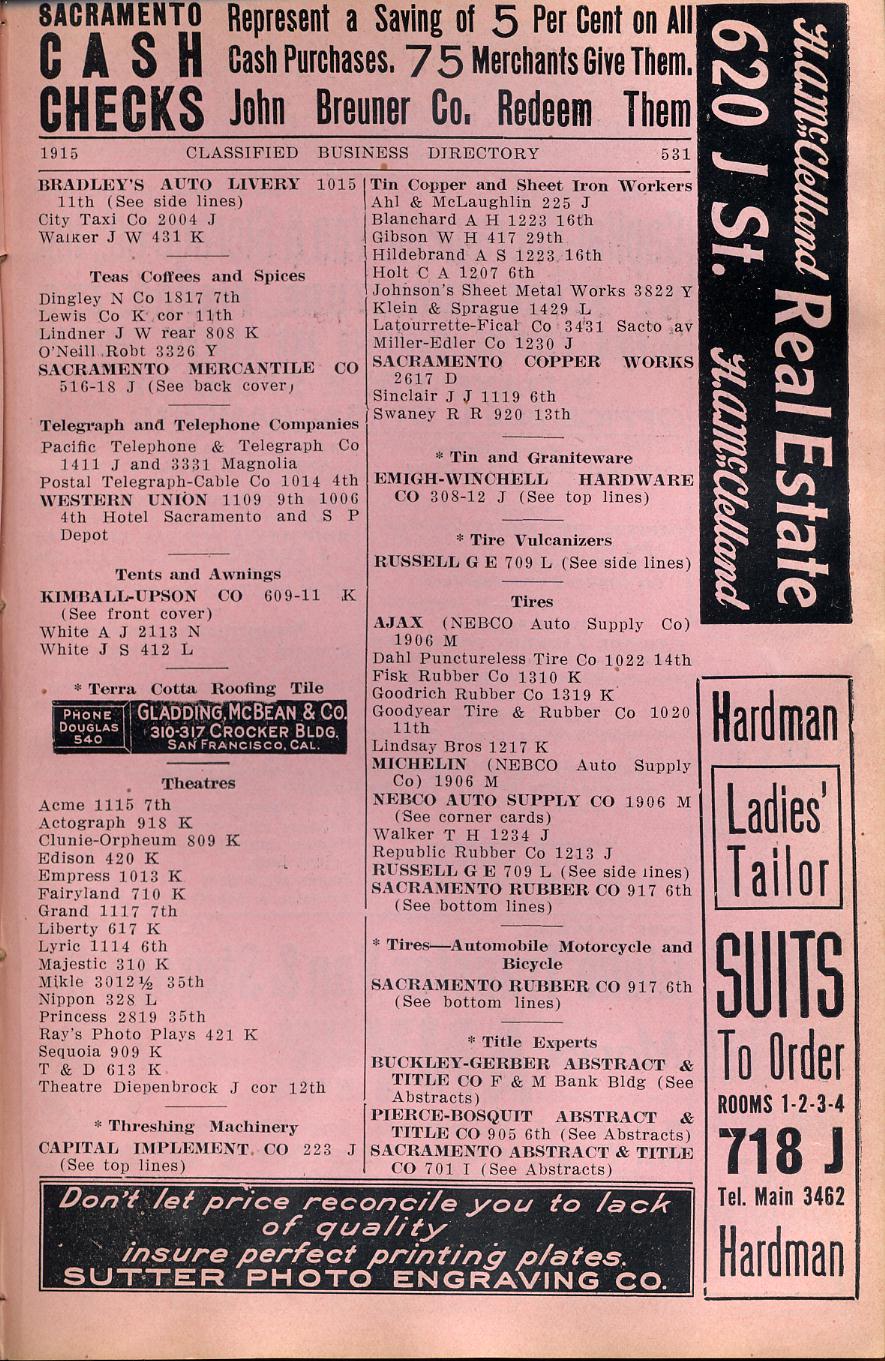 SACRAMENTO
CASH
CHECKS
Represent a Saving of 5 Per Cent on All
Cash Purchases. 75 Merchants Give Them.
John Breuner Co. Redeem Them
1915 CLASSIFIED BUSINESS DIRECTORY 531
BRADLEY'S AUTO LIVERY 1015
11th (See side lines)
City Taxi Co 2004 J
Walker J W 431 K
Teas Coffees and Spices
Dingley N Co 1817 7th
Lewis Co K cor 11th
Lindner J W rear 808 K
O'Neill Robt 3326 Y
SACRAMENTO MERCANTILE CO
516-18 J (See back cover)
Telegraph and Telephone Companies
Pacific Telephone & Telegraph Co
1411 J and 3331 Magnolia
Postal Telegraph-Cable Co 1014 4th
WESTERN UNION 1109 9th 1006
4th Hotel Sacramento and S P
Depot
Tents and Awnings
KIMBALL-UPSON CO 609-11 K
(See front cover)
White A J 2113 N
White J S 412 L
* Terra Cotta Roofing Tile
PHONE
DOUGLAS
540
GLADDING, MCBEAN & CO.
310-317 CROCKER BLDG.
SAN FRANCISCO, CAL.
Theatres
Acme 1115 7th
Actograph 918 K
Clunie-Orpheum 809 K
Edison 420 K
Empress 1013 K
Fairyland 710 K
Grand 1117 7th
Liberty 617 K
Lyric 1114 6th
Majestic 310 K
Mikle 3012½ 35th
Nippon 328 L
Princess 2819 35th
Ray's Photo Plays 421 K
Sequoia 909 K
T & D 613 K
Theatre Diepenbrock J cor 12th
* Threshing Machinery
CAPITAL IMPLEMENT CO 223 J
(See top lines)
Tin Copper and Sheet Iron Workers
Ahl & McLaughlin 225 J
Blanchard A H 1223 16th
Gibson W H 417 29th
Hildebrand A S 1223 16th
Holt C A 1207 6th
Johnson's Sheet Metal Works 3822 Y
Klein & Sprague 1429 L
Latourrette-Fical Co 3431 Sacto av
Miller-Edler Co 1230 J
SACRAMENTO COPPER WORKS
2617 D
Sinclair J J 1119 6th
Swaney R R 920 13th
* Tin and Graniteware
EMIGH-WINCHELL HARDWARE
CO 308-12 J (See top lines)
* Tire Vulcanizers
RUSSELL G E 709 L (See side lines)
Tires
AJAX (NEBCO Auto Supply Co)
1906 M
Dahl Punctureless Tire Co 1022 14th
Fisk Rubber Co 1310 K
Goodrich Rubber Co 1319 K
Goodyear Tire & Rubber Co 1020
11th
Lindsay Bros 1217 K
MICHELIN (NEBCO Auto Supply
Co) 1906 M
NEBCO AUTO SUPPLY CO 1906 M
(See corner cards)
Walker T H 1234 J
Republic Rubber Co 1213 J
RUSSELL G E 709 L (See side lines)
SACRAMENTO RUBBER CO 917 6th
(See bottom lines)
* Tires—Automobile Motorcycle and
Bicycle
SACRAMENTO RUBBER CO 917 6th
(See bottom lines)
* Title Experts
BUCKLEY-GERBER ABSTRACT &
TITLE CO F & M Bank Bldg (See
Abstracts)
PIERCE-BOSQUIT ABSTRACT &
TITLE CO 905 6th (See Abstracts)
SACRAMENTO ABSTRACT & TITLE
CO 701 I (See Abstracts)
H.A. McClelland
Real Estate
620 J St.
H.A. McClelland
Hardman
Ladies'
Tailor
SUITS
To Order
ROOMS 1-2-3-4
718 J
Tel. Main 3462
Hardman
Don't let price reconcile you to lack
of quality
insure perfect printing plates.
SUTTER PHOTO ENGRAVING CO.